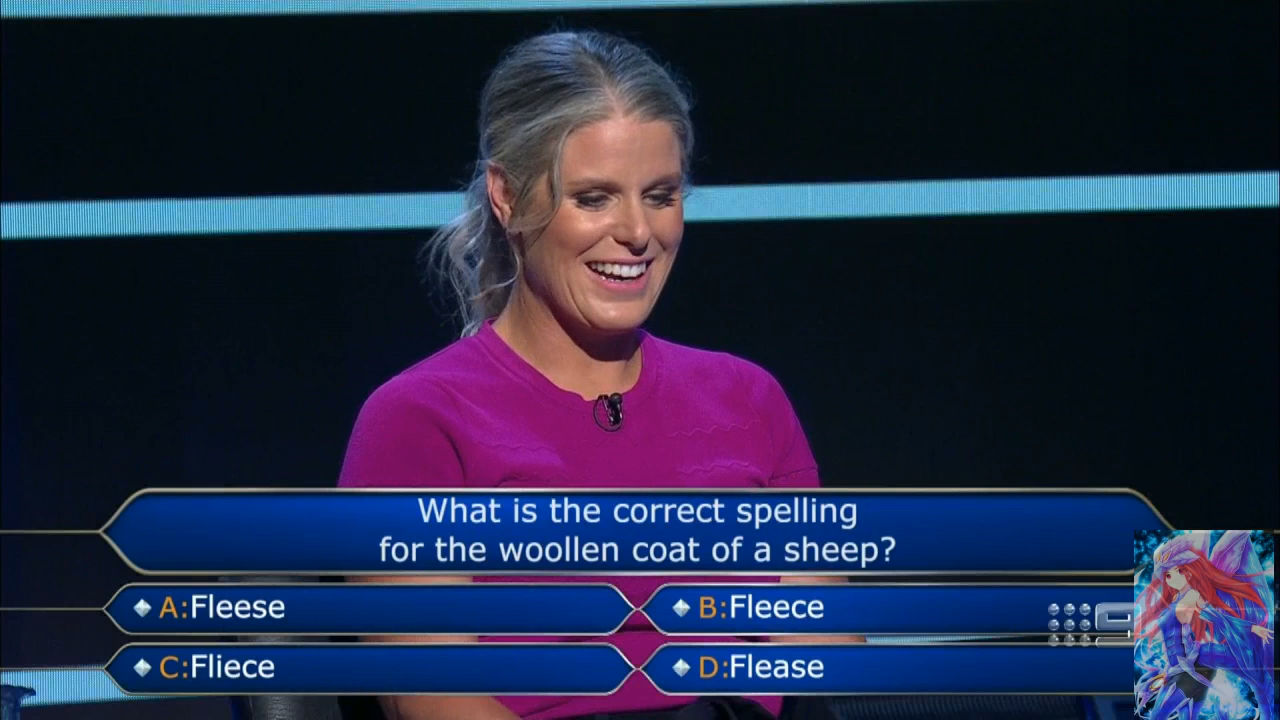 What is the correct spelling
for the woollen coat of a sheep?
A:Fleese
B:Fleece
C:Fliece
D:Flease